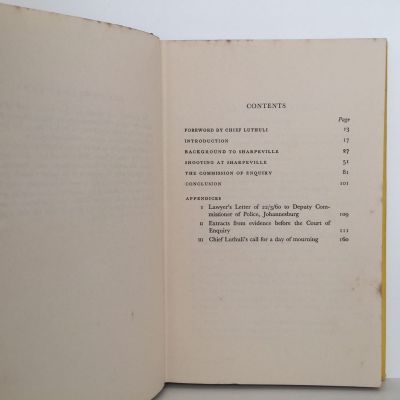 CONTENTS
Page
FOREWORD BY CHIEF LUTHULI 13
INTRODUCTION 17
BACKGROUND TO SHARPEVILLE 27
SHOOTING AT SHARPEVILLE 51
THE COMMISSION OF ENQUIRY 81
CONCLUSION 101
APPENDICES
I Lawyer's Letter of 22/5/60 to Deputy Com-
missioner of Police, Johannesburg 109
II Extracts from evidence before the Court of
Enquiry 111
III Chief Luthuli's call for a day of mourning 160